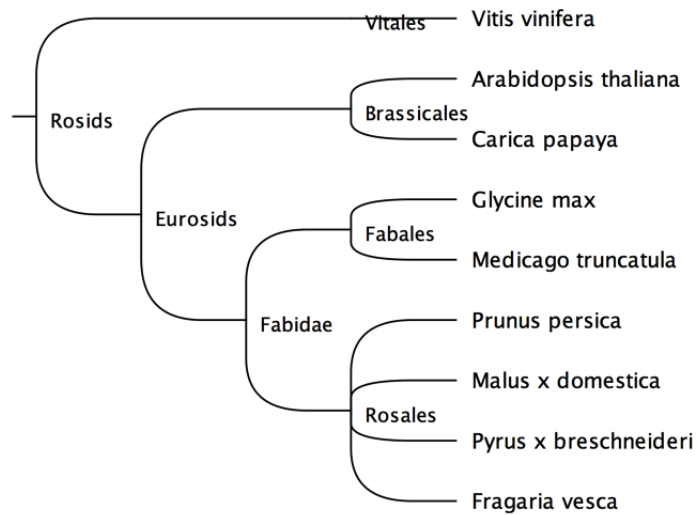 Vitales
Vitis vinifera
Arabidopsis thaliana
Rosids
Brassicales
Carica papaya
Glycine max
Eurosids
Fabales
Medicago truncatula
Fabidae
Prunus persica
Malus x domestica
Rosales
Pyrus x breschneideri
Fragaria vesca